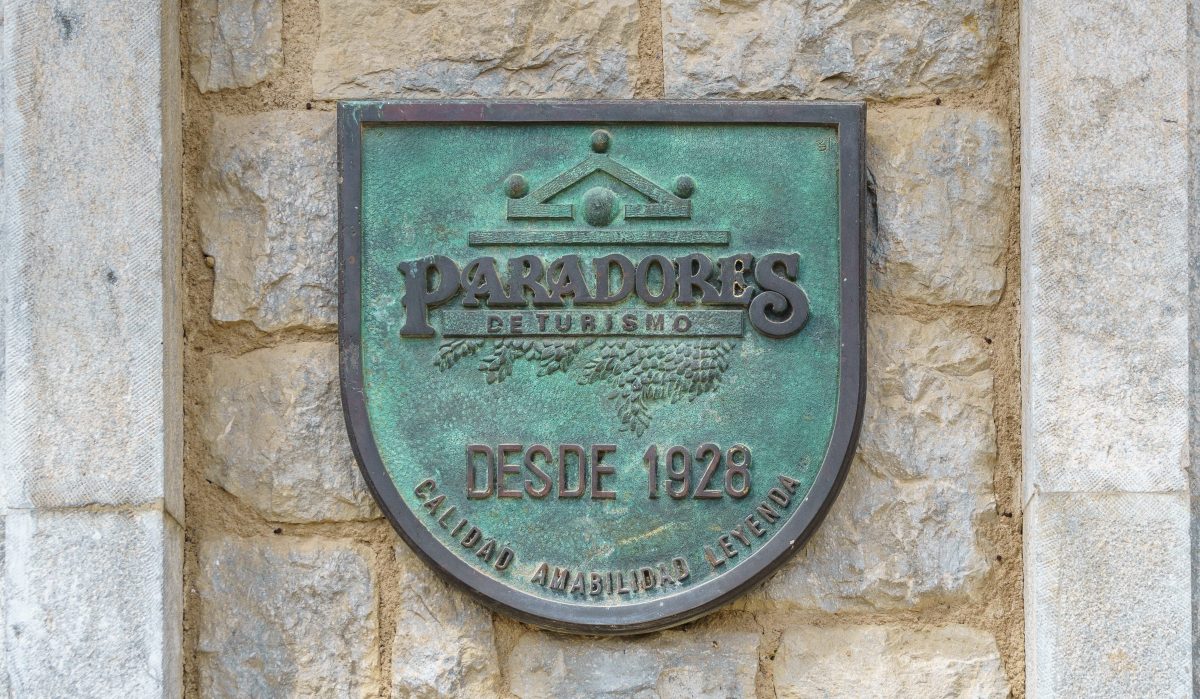 PARADORES
DE TURISMO
DESDE 1928
CALIDAD AMABILIDAD LEYENDA